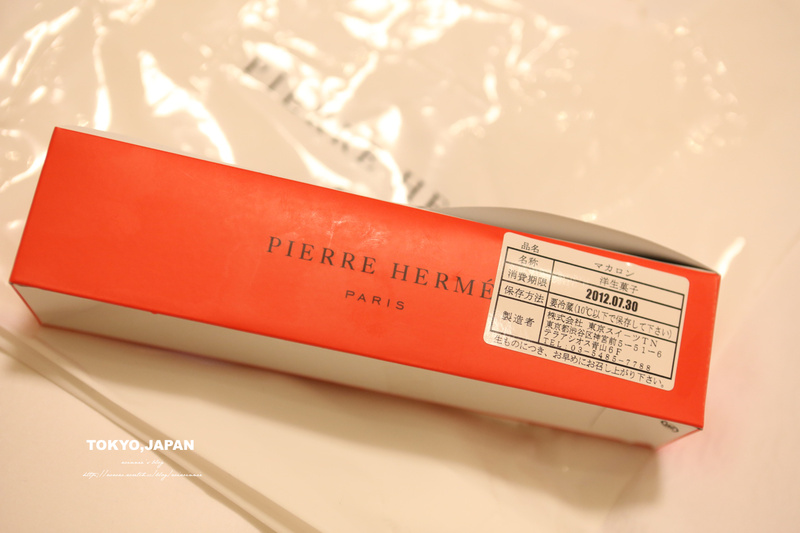 PIERRE HE
PIERRE HERMÉ
PARIS
品名 マカロン
名称 洋生菓子
消費期限 2012.07.30
保存方法 要冷蔵(10℃以下で保存して下さい)
製造者 株式会社 東京スイーツTN
東京都渋谷区神宮前5-51-6
テラアシオス青山6F
TEL.03-5485-7788
生ものにつき、お早めにお召し上がり下さい。
TOKYO,JAPAN